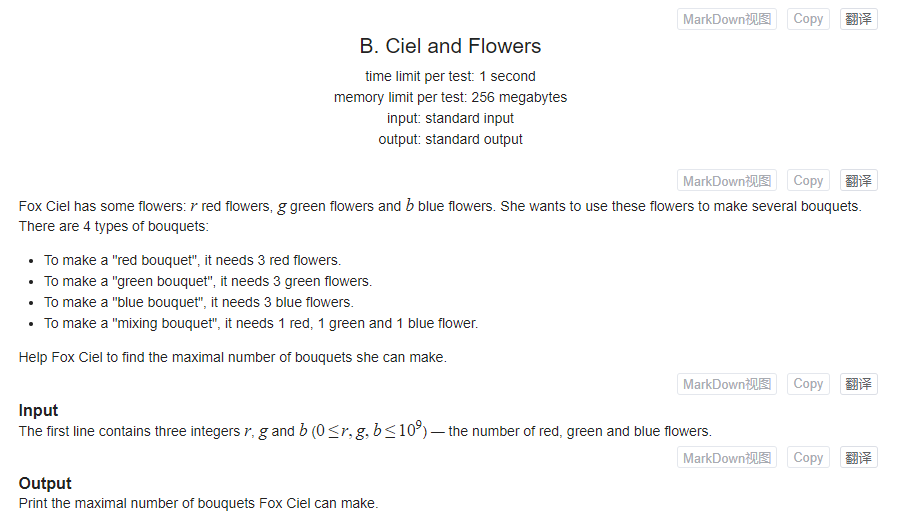 MarkDown视图 Copy 翻译
B. Ciel and Flowers
time limit per test: 1 second
memory limit per test: 256 megabytes
input: standard input
output: standard output
MarkDown视图 Copy 翻译
Fox Ciel has some flowers: r red flowers, g green flowers and b blue flowers. She wants to use these flowers to make several bouquets.
There are 4 types of bouquets:
• To make a "red bouquet", it needs 3 red flowers.
• To make a "green bouquet", it needs 3 green flowers.
• To make a "blue bouquet", it needs 3 blue flowers.
• To make a "mixing bouquet", it needs 1 red, 1 green and 1 blue flower.
Help Fox Ciel to find the maximal number of bouquets she can make.
MarkDown视图 Copy 翻译
Input
The first line contains three integers r, g and b (0 ≤ r, g, b ≤ 10⁹) — the number of red, green and blue flowers.
MarkDown视图 Copy 翻译
Output
Print the maximal number of bouquets Fox Ciel can make.